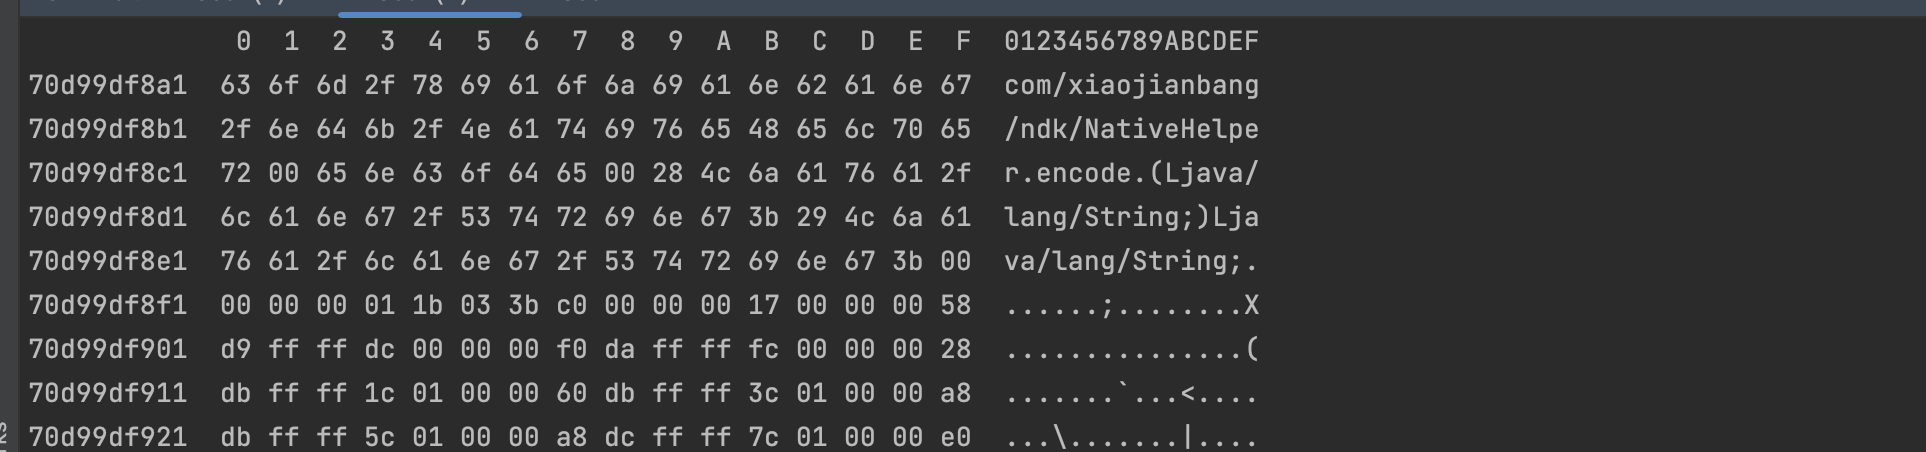 0 1 2 3 4 5 6 7 8 9 A B C D E F 0123456789ABCDEF
70d99df8a1 63 6f 6d 2f 78 69 61 6f 6a 69 61 6e 62 61 6e 67 com/xiaojianbang
70d99df8b1 2f 6e 64 6b 2f 4e 61 74 69 76 65 48 65 6c 70 65 /ndk/NativeHelpe
70d99df8c1 72 00 65 6e 63 6f 64 65 00 28 4c 6a 61 76 61 2f r.encode.(Ljava/
70d99df8d1 6c 61 6e 67 2f 53 74 72 69 6e 67 3b 29 4c 6a 61 lang/String;)Lja
70d99df8e1 76 61 2f 6c 61 6e 67 2f 53 74 72 69 6e 67 3b 00 va/lang/String;.
70d99df8f1 00 00 00 01 1b 03 3b c0 00 00 00 17 00 00 00 58 ......;........X
70d99df901 d9 ff ff dc 00 00 00 f0 da ff ff fc 00 00 00 28 ...............(
70d99df911 db ff ff 1c 01 00 00 60 db ff ff 3c 01 00 00 a8 .......`...<....
70d99df921 db ff ff 5c 01 00 00 a8 dc ff ff 7c 01 00 00 e0 ...\.......|....